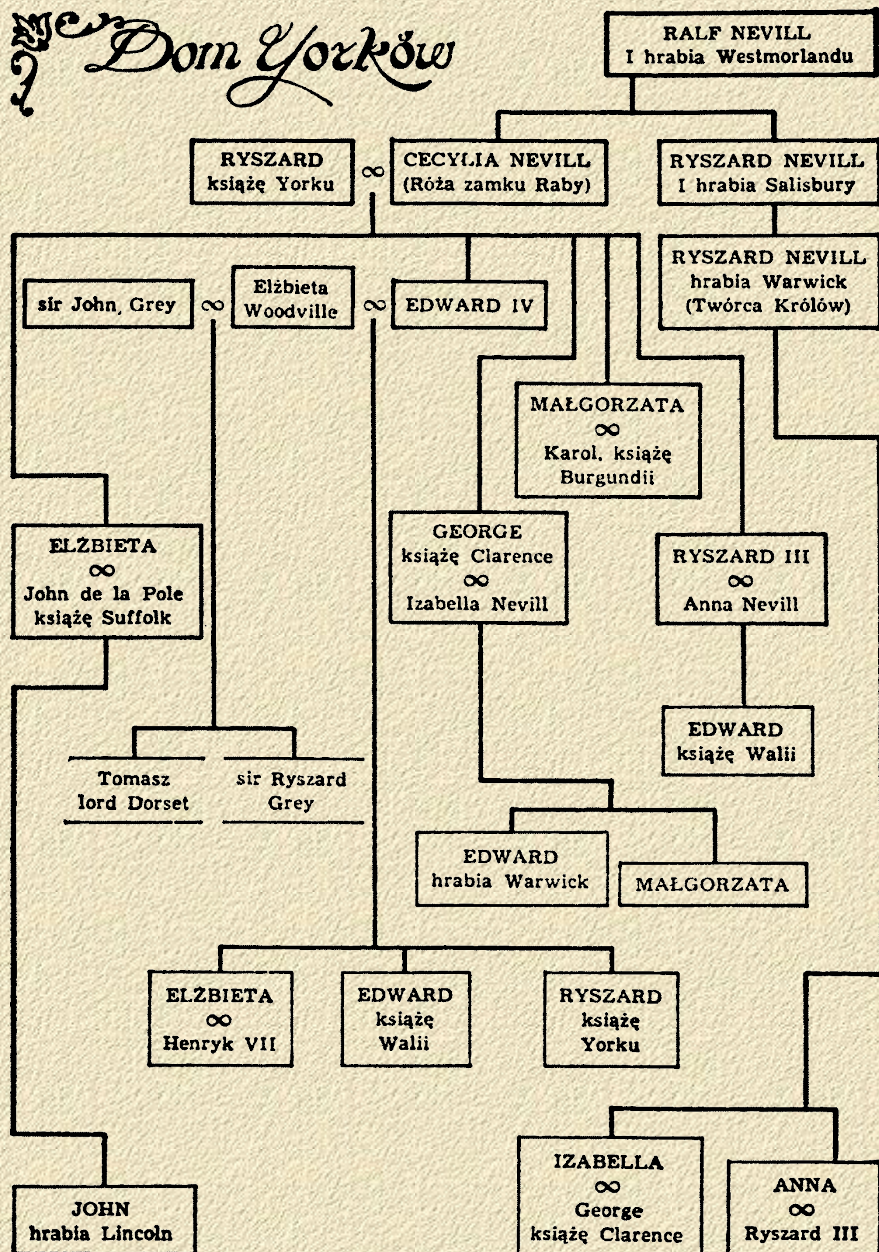 Dom Yorków
RALF NEVILL
I hrabia Westmorlandu
RYSZARD
książę Yorku
∞
CECYLIA NEVILL
(Róża zamku Raby)
RYSZARD NEVILL
I hrabia Salisbury
sir John, Grey
∞
Elżbieta
Woodville
∞
EDWARD IV
RYSZARD NEVILL
hrabia Warwick
(Twórca Królów)
MAŁGORZATA
∞
Karol, książę
Burgundii
ELŻBIETA
∞
John de la Pole
książę Suffolk
GEORGE
książę Clarence
∞
Izabella Nevill
RYSZARD III
∞
Anna Nevill
EDWARD
książę Walii
Tomasz
lord Dorset
sir Ryszard
Grey
EDWARD
hrabia Warwick
MAŁGORZATA
ELŻBIETA
∞
Henryk VII
EDWARD
książę
Walii
RYSZARD
książę
Yorku
JOHN
hrabia Lincoln
IZABELLA
∞
George
książę Clarence
ANNA
∞
Ryszard III